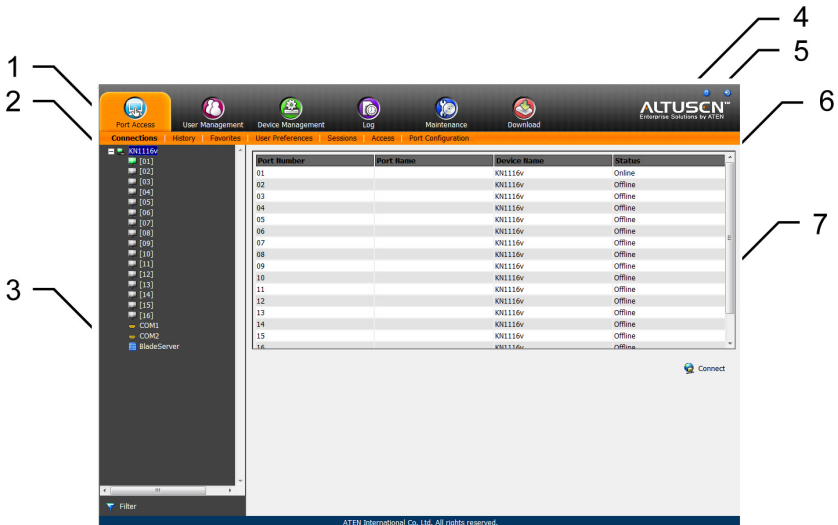 4
5
1
2
6
7
3
ALTUSCN™
Enterprise Solutions by ATEN
Port Access User Management Device Management Log Maintenance Download
Connections History Favorites User Preferences Sessions Access Port Configuration
KN1116v
[01]
[02]
[03]
[04]
[05]
[06]
[07]
[08]
[09]
[10]
[11]
[12]
[13]
[14]
[15]
[16]
COM1
COM2
BladeServer
Filter
Port Number Port Name Device Name Status
01 KN1116v Online
02 KN1116v Offline
03 KN1116v Offline
04 KN1116v Offline
05 KN1116v Offline
06 KN1116v Offline
07 KN1116v Offline
08 KN1116v Offline
09 KN1116v Offline
10 KN1116v Offline
11 KN1116v Offline
12 KN1116v Offline
13 KN1116v Offline
14 KN1116v Offline
15 KN1116v Offline
16 KN1116v Offline
Connect
ATEN International Co. Ltd. All rights reserved.